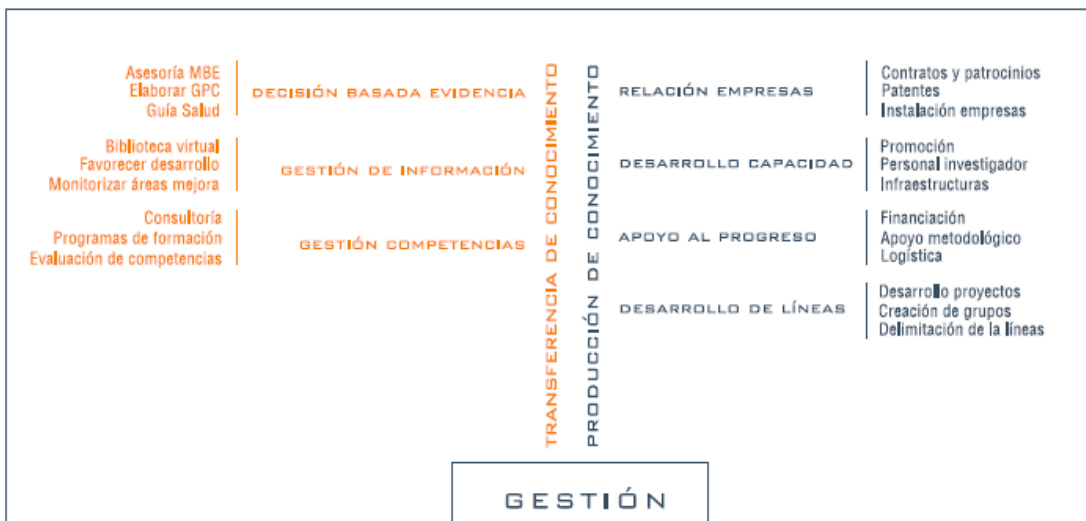 Asesoría MBE
Elaborar GPC
Guía Salud
DECISIÓN BASADA EVIDENCIA
Biblioteca virtual
Favorecer desarrollo
Monitorizar áreas mejora
GESTIÓN DE INFORMACIÓN
Consultoría
Programas de formación
Evaluación de competencias
GESTIÓN COMPETENCIAS
TRANSFERENCIA DE CONOCIMIENTO
PRODUCCIÓN DE CONOCIMIENTO
RELACIÓN EMPRESAS
Contratos y patrocinios
Patentes
Instalación empresas
DESARROLLO CAPACIDAD
Promoción
Personal investigador
Infraestructuras
APOYO AL PROGRESO
Financiación
Apoyo metodológico
Logística
DESARROLLO DE LÍNEAS
Desarrollo proyectos
Creación de grupos
Delimitación de la líneas
GESTIÓN